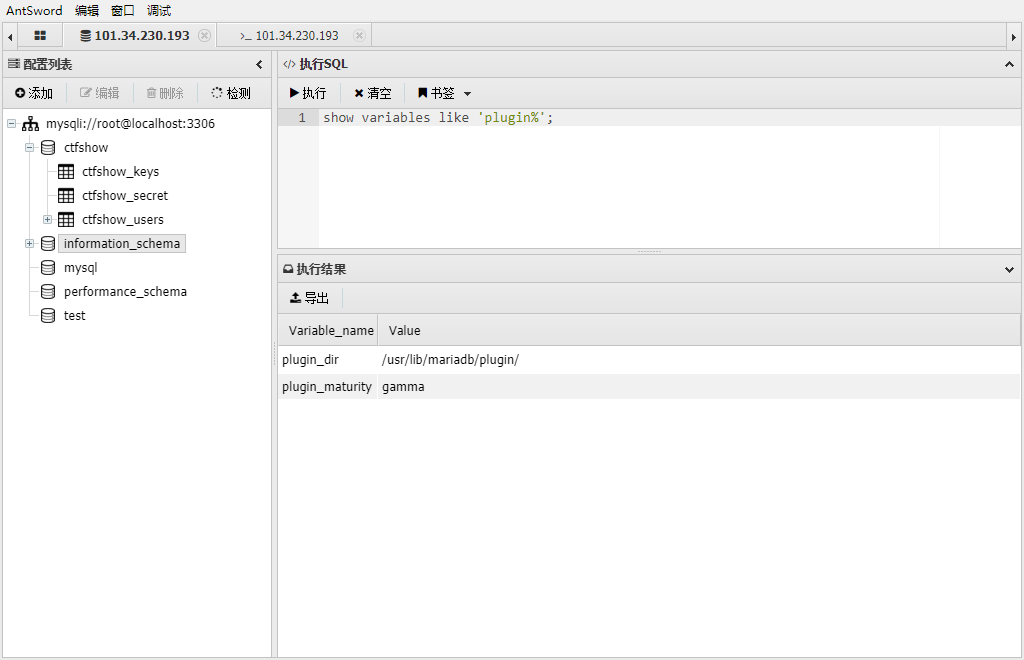 AntSword 编辑 窗口 调试
101.34.230.193 >_ 101.34.230.193
配置列表
添加 编辑 删除 检测
mysqli://root@localhost:3306
ctfshow
ctfshow_keys
ctfshow_secret
ctfshow_users
information_schema
mysql
performance_schema
test
</> 执行SQL
执行 清空 书签
1 show variables like 'plugin%';
执行结果
导出
Variable_name Value
plugin_dir /usr/lib/mariadb/plugin/
plugin_maturity gamma